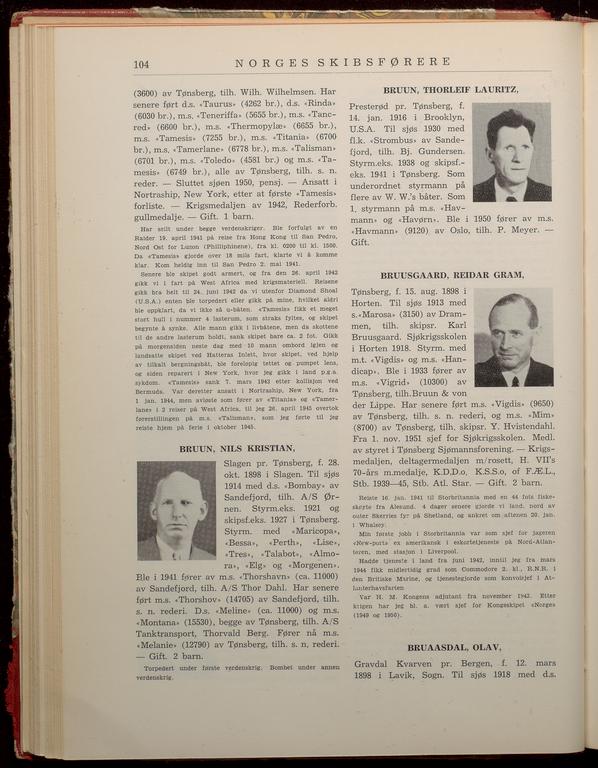 104
NORGES SKIBSFØRERE
(3600) av Tønsberg, tilh. Wilh. Wilhelmsen. Har
senere ført d.s. «Taurus» (4262 br.), d.s. «Rinda»
(6030 br.), m.s. «Teneriffa» (5655 br.), m.s. «Tanc-
red» (6600 br.), m.s. «Thermopylæ» (6655 br.),
m.s. «Tamesis» (7255 br.), m.s. «Titania» (6700
br.), m.s. «Tamerlane» (6778 br.), m.s. «Talisman»
(6701 br.), m.s. «Toledo» (4581 br.) og m.s. «Ta-
mesis» (6749 br.), alle av Tønsberg, tilh. s. n.
reder. — Sluttet sjøen 1950, pensj. — Ansatt i
Nortraship, New York, etter at første «Tamesis»
forliste. — Krigsmedaljen av 1942, Rederforb.
gullmedalje. — Gift. 1 barn.
Har seilt under begge verdenskriger. Ble forfulgt av en
Raider 19. april 1941 på reise fra Hong Kong til San Pedro,
Nord Ost for Luzon (Philliphinene), fra kl. 0200 til kl. 1500.
Da «Tamesis» gjorde over 18 mils fart, klarte vi å komme
klar. Kom heldig inn til San Pedro 2. mai 1941.
Senere ble skipet godt armert, og fra den 26. april 1942
gikk vi i fart på West Africa med krigsmateriell. Reisene
gikk bra helt til 24. juni 1942 da vi utenfor Diamond Shoal
(U.S.A.) enten ble torpedert eller gikk på mine, hvilket aldri
ble oppklart, da vi ikke så u-båten. «Tamesis» fikk et meget
stort hull i nummer 4 lasterum, som straks fyltes, og skipet
begynte å synke. Alle mann gikk i livbåtene, men da skottene
til de andre lasterum holdt, sank skipet bare ca. 2 fot. Gikk
på morgensiden neste dag med 10 mann ombord igjen og
landsatte skipet ved Hatteras Inlett, hvor skipet, ved hjelp
av tilkalt bergningsbåt, ble foreløpig tettet og pumpet lens,
og siden reparert i New York, hvor jeg gikk i land p.g.a.
sykdom. «Tamesis» sank 7. mars 1943 etter kollisjon ved
Bermuda. Var deretter ansatt i Nortraship, New York, fra
1. jan. 1944, men avløste som fører av «Titania» og «Tamer-
lane» i 2 reiser på West Africa, til jeg 26. april 1945 overtok
førerstillingen på m.s. «Talisman», som jeg førte til jeg
reiste hjem på ferie i oktober 1945.
BRUUN, NILS KRISTIAN,
Slagen pr. Tønsberg, f. 28.
okt. 1898 i Slagen. Til sjøs
1914 med d.s. «Bombay» av
Sandefjord, tilh. A/S Ør-
nen. Styrm.eks. 1921 og
skipsf.eks. 1927 i Tønsberg.
Styrm. med «Maricopa»,
«Bessa», «Perth», «Lise»,
«Tres», «Talabot», «Almo-
ra», «Elg» og «Morgenen».
Ble i 1941 fører av m.s. «Thorshavn» (ca. 11000)
av Sandefjord, tilh. A/S Thor Dahl. Har senere
ført m.s. «Thorshov» (14705) av Sandefjord, tilh.
s. n. rederi. D.s. «Meline» (ca. 11000) og m.s.
«Montana» (15530), begge av Tønsberg, tilh. A/S
Tanktransport, Thorvald Berg. Fører nå m.s.
«Melanie» (12790) av Tønsberg, tilh. s. n. rederi.
— Gift. 2 barn.
Torpedert under første verdenskrig. Bombet under annen
verdenskrig.
BRUUN, THORLEIF LAURITZ,
Presterød pr. Tønsberg, f.
14. jan. 1916 i Brooklyn,
U.S.A. Til sjøs 1930 med
fl.k. «Strombus» av Sande-
fjord, tilh. Bj. Gundersen.
Styrm.eks. 1938 og skipsf.-
eks. 1941 i Tønsberg. Som
underordnet styrmann på
flere av W. W.'s båter. Som
1. styrmann på m.s. «Hav-
mann» og «Havørn». Ble i 1950 fører av m.s.
«Havmann» (9120) av Oslo, tilh. P. Meyer. —
Gift.
BRUUSGAARD, REIDAR GRAM,
Tønsberg, f. 15. aug. 1898 i
Horten. Til sjøs 1913 med
s.«Marosa» (3150) av Dram-
men, tilh. skipsr. Karl
Bruusgaard. Sjøkrigsskolen
i Horten 1918. Styrm. med
m.t. «Vigdis» og m.s. «Han-
dicap». Ble i 1933 fører av
m.s. «Vigrid» (10300) av
Tønsberg, tilh.Bruun & von
der Lippe. Har senere ført m.s. «Vigdis» (9650)
av Tønsberg, tilh. s. n. rederi, og m.s. «Mim»
(8700) av Tønsberg, tilh. skipsr. Y. Hvistendahl.
Fra 1. nov. 1951 sjef for Sjøkrigsskolen. Medl.
av styret i Tønsberg Sjømannsforening. — Krigs-
medaljen, deltagermedaljen m/rosett, H. VII's
70-års m.medalje, K.D.D.o, K.S.S.o, of F.Æ.L.,
Stb. 1939—45, Stb. Atl. Star. — Gift. 2 barn.
Reiste 16. jan. 1941 til Storbritannia med en 44 fots fiske-
skøyte fra Ålesund. 4 dager senere gjorde vi land. nord av
outer Skerries fyr på Shetland, og ankret om aftenen 20. jan.
i Whalsey.
Min første jobb i Storbritannia var som sjef for jageren
«New-port» ex amerikansk i eskortetjeneste på Nord-Atlan-
teren, med stasjon i Liverpool.
Hadde tjeneste i land fra juni 1942, inntil jeg fra mars
1944 fikk midlertidig grad som Commodore 2. kl., R.N.R. i
den Britiske Marine, og tjenestegjorde som konvoisjef i At-
lanterhavsfarten
Var H. M. Kongens adjutant fra november 1942. Etter
krigen har jeg bl. a. vært sjef for Kongeskipet «Norge»
(1949 og 1950).
BRUAASDAL, OLAV,
Gravdal Kvarven pr. Bergen, f. 12. mars
1898 i Lavik, Sogn. Til sjøs 1918 med d.s.